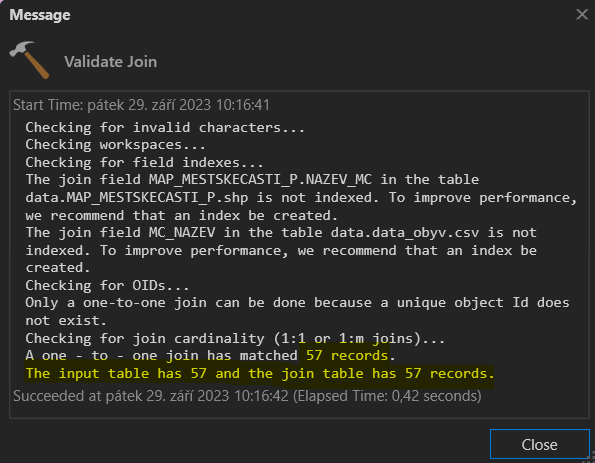 Message
Validate Join
Start Time: pátek 29. září 2023 10:16:41
Checking for invalid characters...
Checking workspaces...
Checking for field indexes...
The join field MAP_MESTSKECASTI_P.NAZEV_MC in the table
data.MAP_MESTSKECASTI_P.shp is not indexed. To improve performance,
we recommend that an index be created.
The join field MC_NAZEV in the table data.data_obyv.csv is not
indexed. To improve performance, we recommend that an index be
created.
Checking for OIDs...
Only a one-to-one join can be done because a unique object Id does
not exist.
Checking for join cardinality (1:1 or 1:m joins)...
A one - to - one join has matched 57 records.
The input table has 57 and the join table has 57 records.
Succeeded at pátek 29. září 2023 10:16:42 (Elapsed Time: 0,42 seconds)
Close